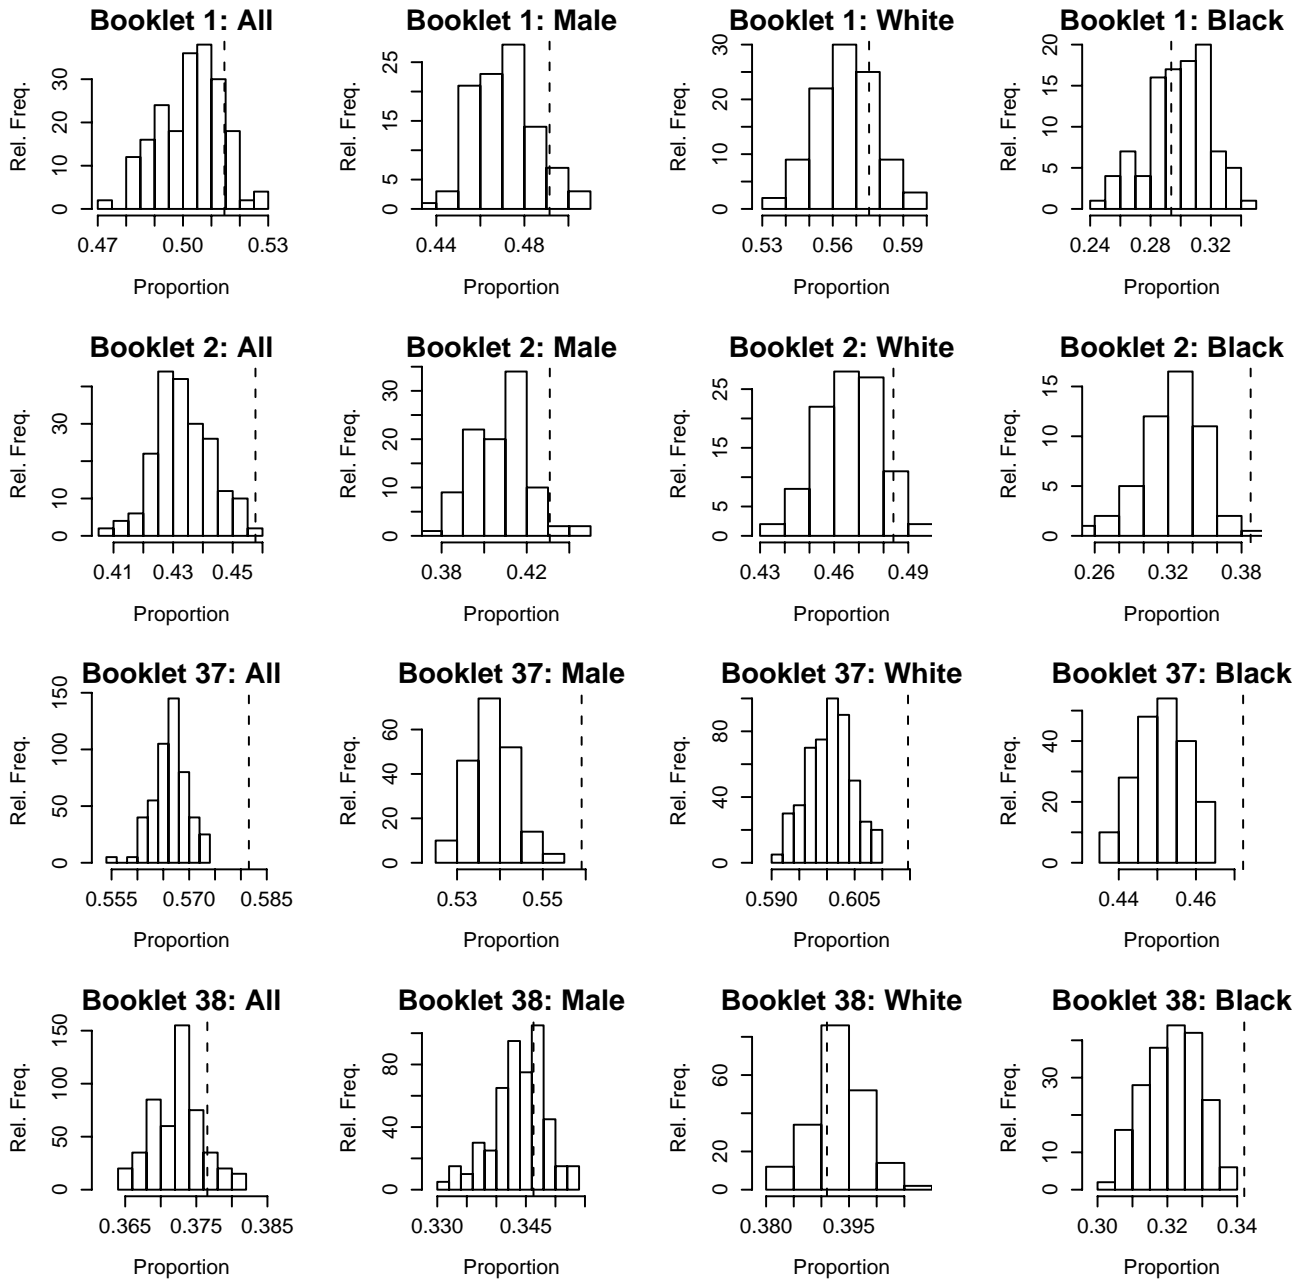 Booklet 1: All
Rel. Freq.
0 10 20 30
0.47 0.50 0.53
Proportion
Booklet 1: Male
Rel. Freq.
0 5 15 25
0.44 0.48
Proportion
Booklet 1: White
Rel. Freq.
0 10 20 30
0.53 0.56 0.59
Proportion
Booklet 1: Black
Rel. Freq.
0 5 10 15 20
0.24 0.28 0.32
Proportion
Booklet 2: All
Rel. Freq.
0 10 30
0.41 0.43 0.45
Proportion
Booklet 2: Male
Rel. Freq.
0 10 20 30
0.38 0.42
Proportion
Booklet 2: White
Rel. Freq.
0 5 15 25
0.43 0.46 0.49
Proportion
Booklet 2: Black
Rel. Freq.
0 5 10 15
0.26 0.32 0.38
Proportion
Booklet 37: All
Rel. Freq.
0 50 100 150
0.555 0.570 0.585
Proportion
Booklet 37: Male
Rel. Freq.
0 20 40 60
0.53 0.55
Proportion
Booklet 37: White
Rel. Freq.
0 40 80
0.590 0.605
Proportion
Booklet 37: Black
Rel. Freq.
0 20 40
0.44 0.46
Proportion
Booklet 38: All
Rel. Freq.
0 50 100 150
0.365 0.375 0.385
Proportion
Booklet 38: Male
Rel. Freq.
0 40 80
0.330 0.345
Proportion
Booklet 38: White
Rel. Freq.
0 20 60
0.380 0.395
Proportion
Booklet 38: Black
Rel. Freq.
0 10 30
0.30 0.32 0.34
Proportion